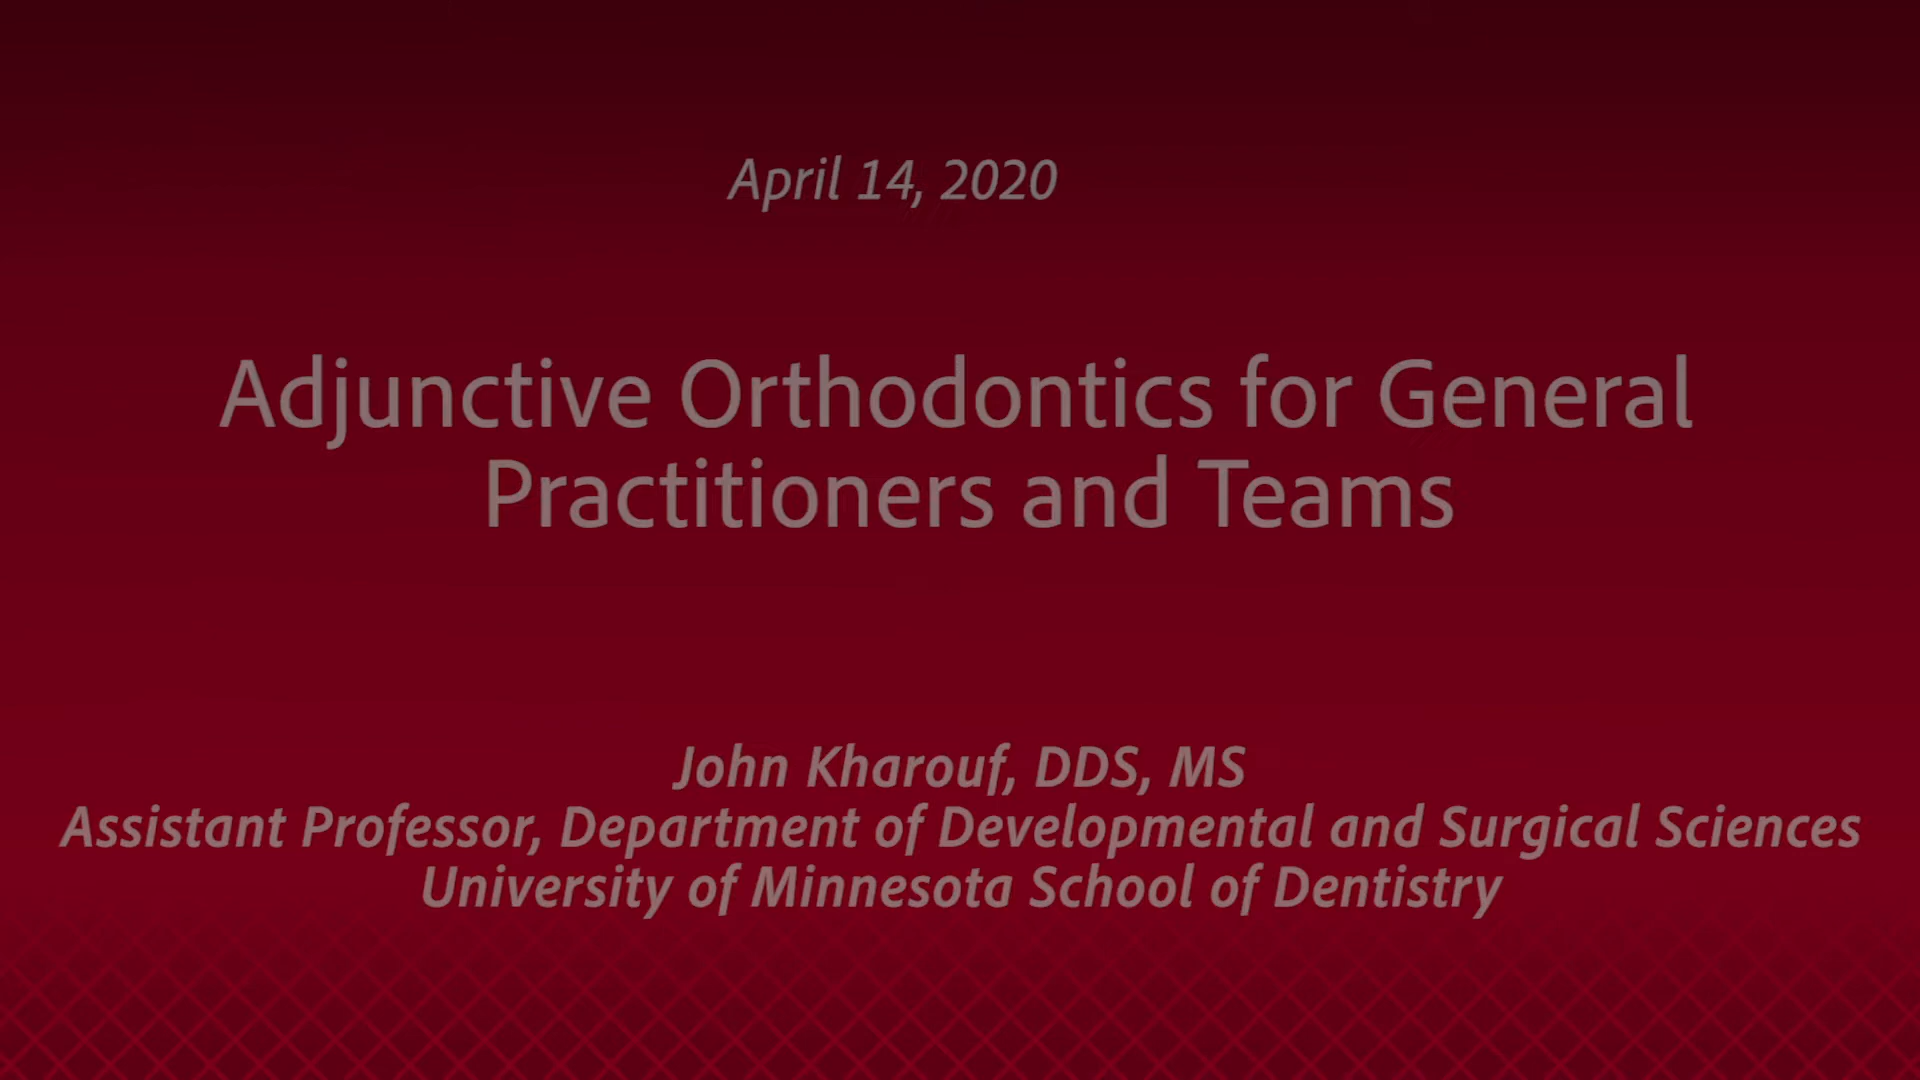 April 14, 2020
Adjunctive Orthodontics for General
Practitioners and Teams
John Kharouf, DDS, MS
Assistant Professor, Department of Developmental and Surgical Sciences
University of Minnesota School of Dentistry